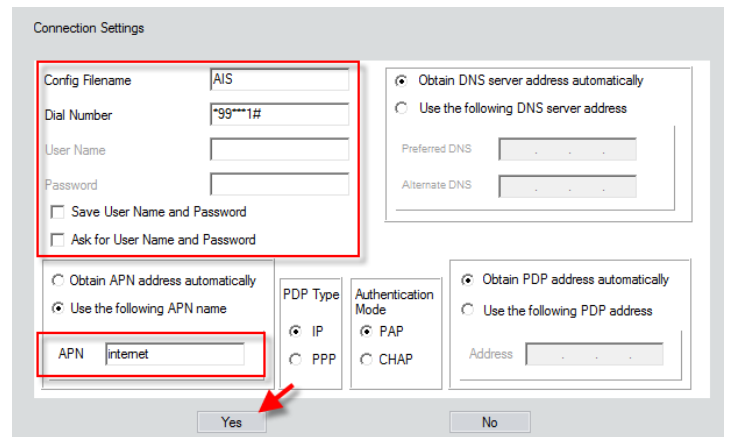 Connection Settings
Config Filename AIS
Dial Number *99***1#
User Name
Password
Save User Name and Password
Ask for User Name and Password
Obtain DNS server address automatically
Use the following DNS server address
Preferred DNS . . .
Alternate DNS . . .
Obtain APN address automatically
Use the following APN name
APN internet
PDP Type
IP
PPP
Authentication
Mode
PAP
CHAP
Obtain PDP address automatically
Use the following PDP address
Address . . .
Yes No